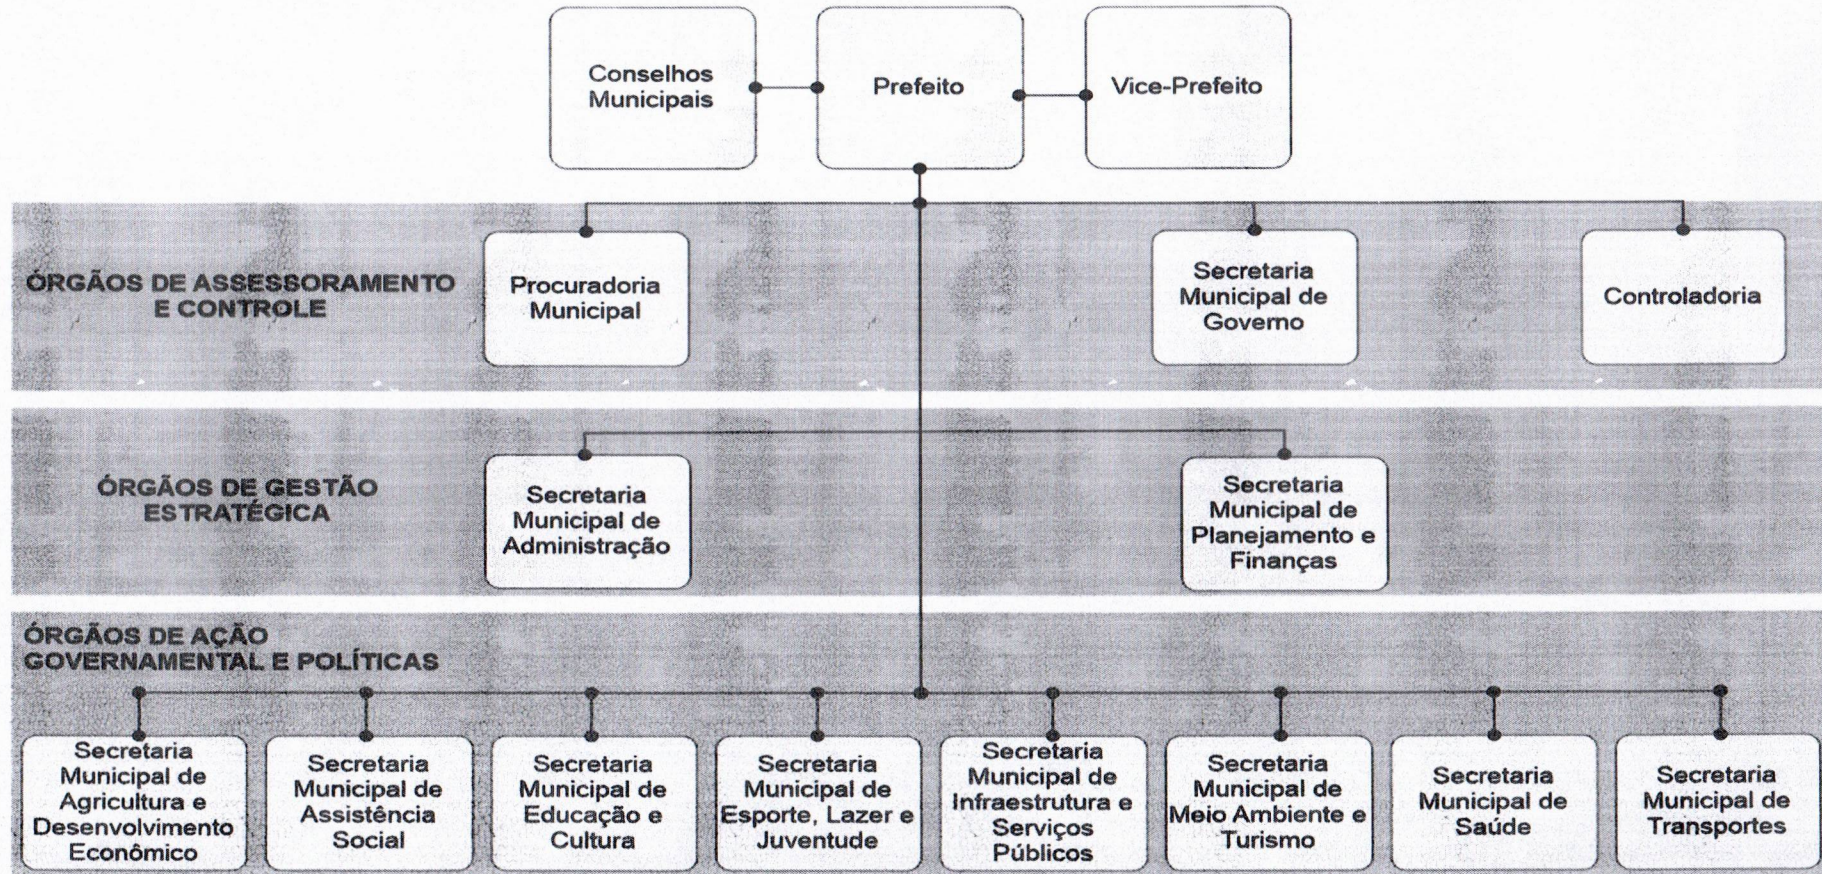 Conselhos
Municipais
Prefeito
Vice-Prefeito
ÓRGÃOS DE ASSESSORAMENTO
E CONTROLE
Procuradoria
Municipal
Secretaria
Municipal de
Governo
Controladoria
ÓRGÃOS DE GESTÃO
ESTRATÉGICA
Secretaria
Municipal de
Administração
Secretaria
Municipal de
Planejamento e
Finanças
ÓRGÃOS DE AÇÃO
GOVERNAMENTAL E POLÍTICAS
Secretaria
Municipal de
Agricultura e
Desenvolvimento
Econômico
Secretaria
Municipal de
Assistência
Social
Secretaria
Municipal de
Educação e
Cultura
Secretaria
Municipal de
Esporte, Lazer e
Juventude
Secretaria
Municipal de
Infraestrutura e
Serviços
Públicos
Secretaria
Municipal de
Meio Ambiente e
Turismo
Secretaria
Municipal de
Saúde
Secretaria
Municipal de
Transportes